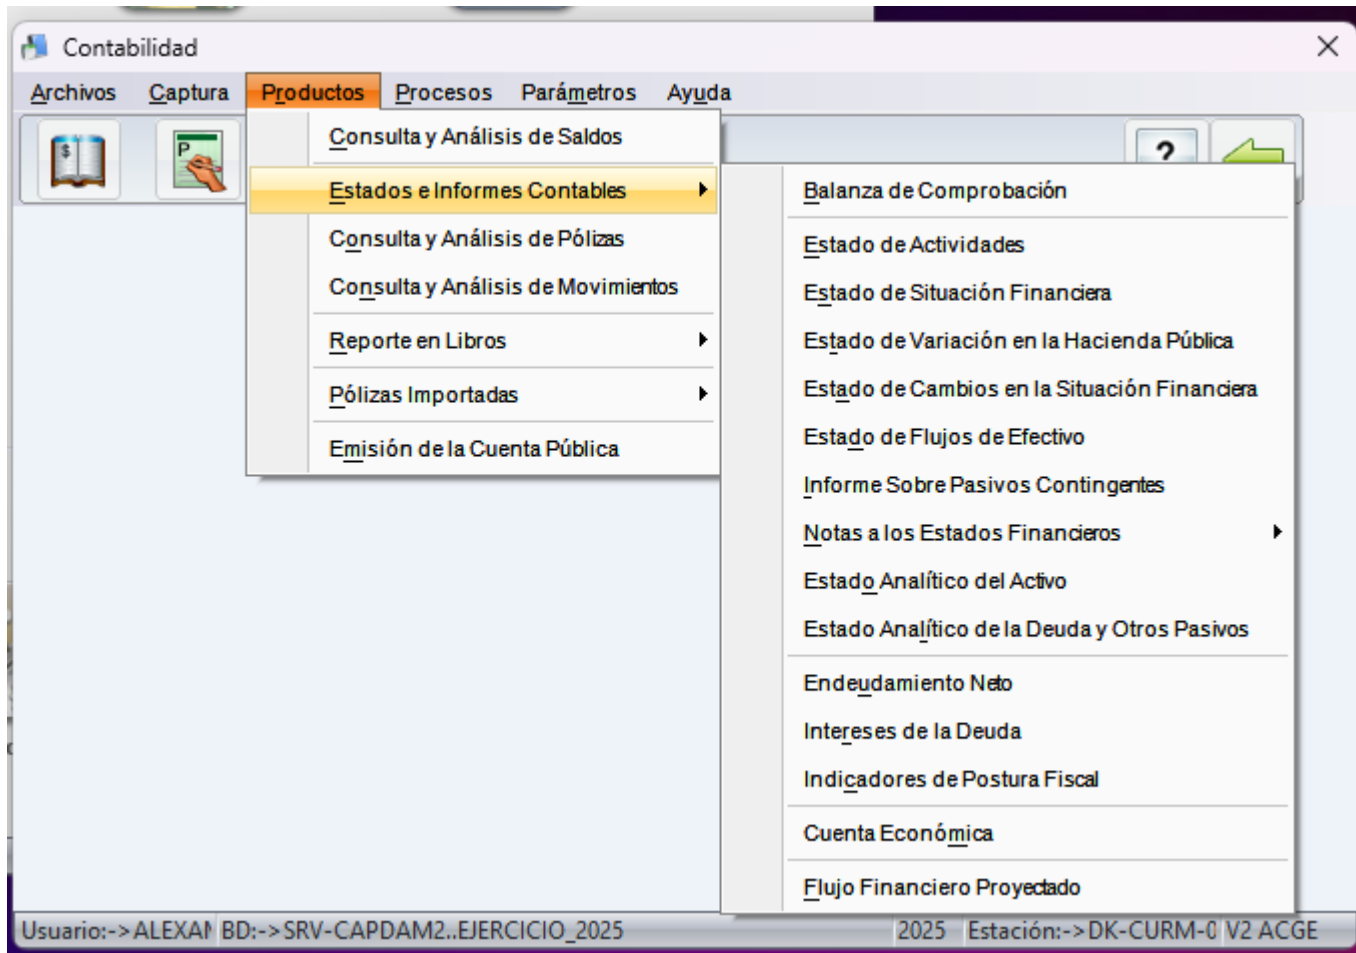 Contabilidad
Archivos Captura Productos Procesos Parámetros Ayuda
$
P
?
Consulta y Análisis de Saldos
Estados e Informes Contables
Consulta y Análisis de Pólizas
Consulta y Análisis de Movimientos
Reporte en Libros
Pólizas Importadas
Emisión de la Cuenta Pública
Balanza de Comprobación
Estado de Actividades
Estado de Situación Financiera
Estado de Variación en la Hacienda Pública
Estado de Cambios en la Situación Financiera
Estado de Flujos de Efectivo
Informe Sobre Pasivos Contingentes
Notas a los Estados Financieros
Estado Analítico del Activo
Estado Analítico de la Deuda y Otros Pasivos
Endeudamiento Neto
Intereses de la Deuda
Indicadores de Postura Fiscal
Cuenta Económica
Flujo Financiero Proyectado
Usuario:-> BD:->SRV-CAPDAM2..EJERCICIO_2025 2025 Estación:->DK-CURM-0 V2 ACGE